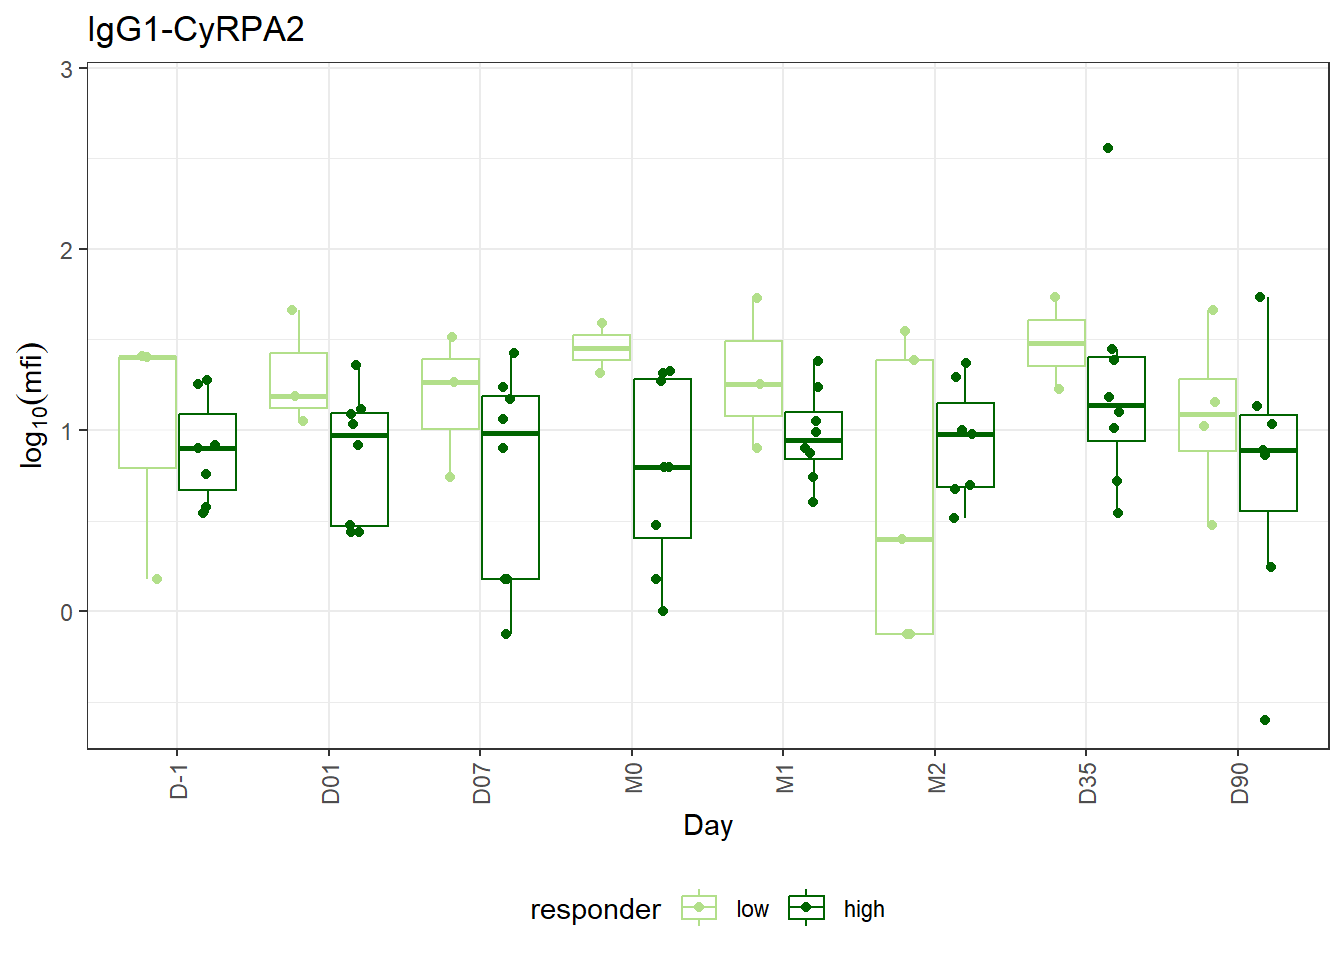 IgG1-CyRPA2
3
2
1
0
log10(mfi)
D-1 D01 D07 M0 M1 M2 D35 D90
Day
responder low high